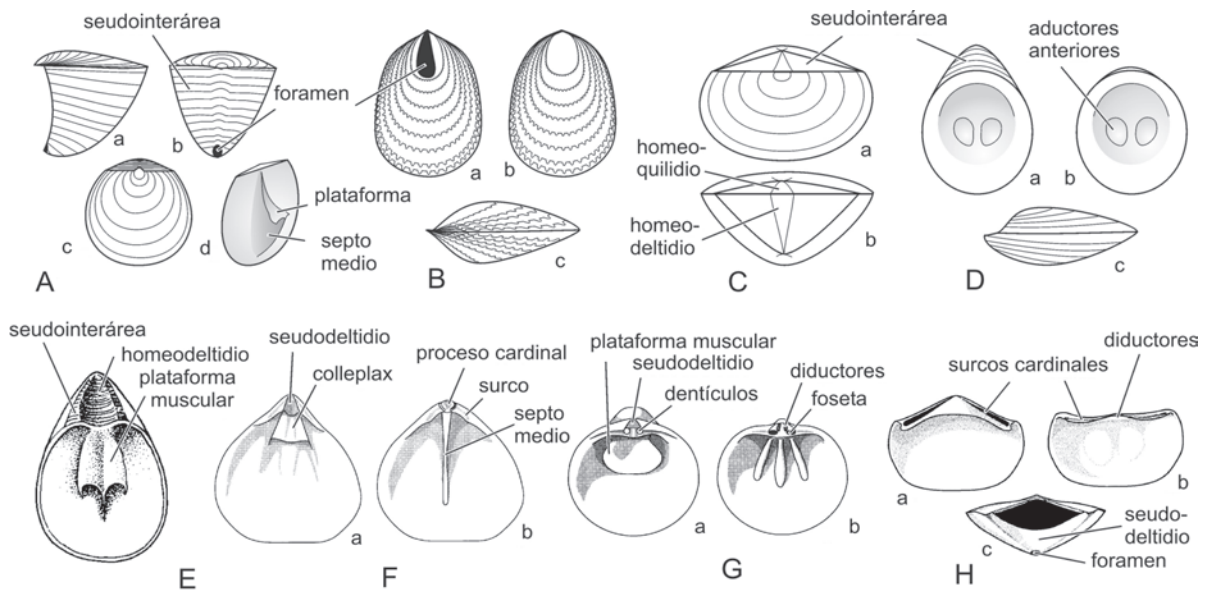 seudointerárea
foramen
a
b
plataforma
septo
medio
c
d
A
a
b
c
B
seudointerárea
homeo-
quilidio
homeo-
deltidio
a
b
C
aductores
anteriores
a
b
c
D
seudointerárea
homeodeltidio
plataforma
muscular
E
seudodeltidio
colleplax
a
proceso cardinal
surco
septo
medio
b
F
plataforma muscular
seudodeltidio
dentículos
a
diductores
foseta
b
G
diductores
surcos cardinales
a
b
seudo-
deltidio
foramen
c
H